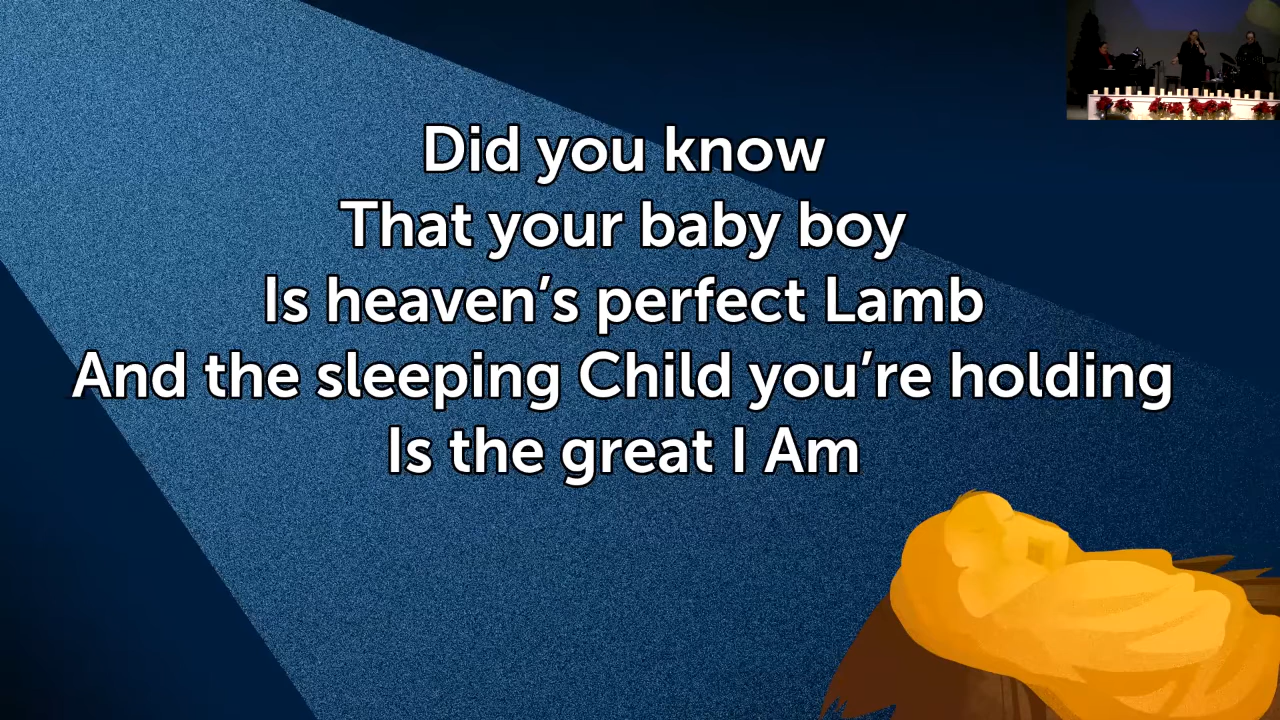 Did you know
That your baby boy
Is heaven’s perfect Lamb
And the sleeping Child you’re holding
Is the great I Am